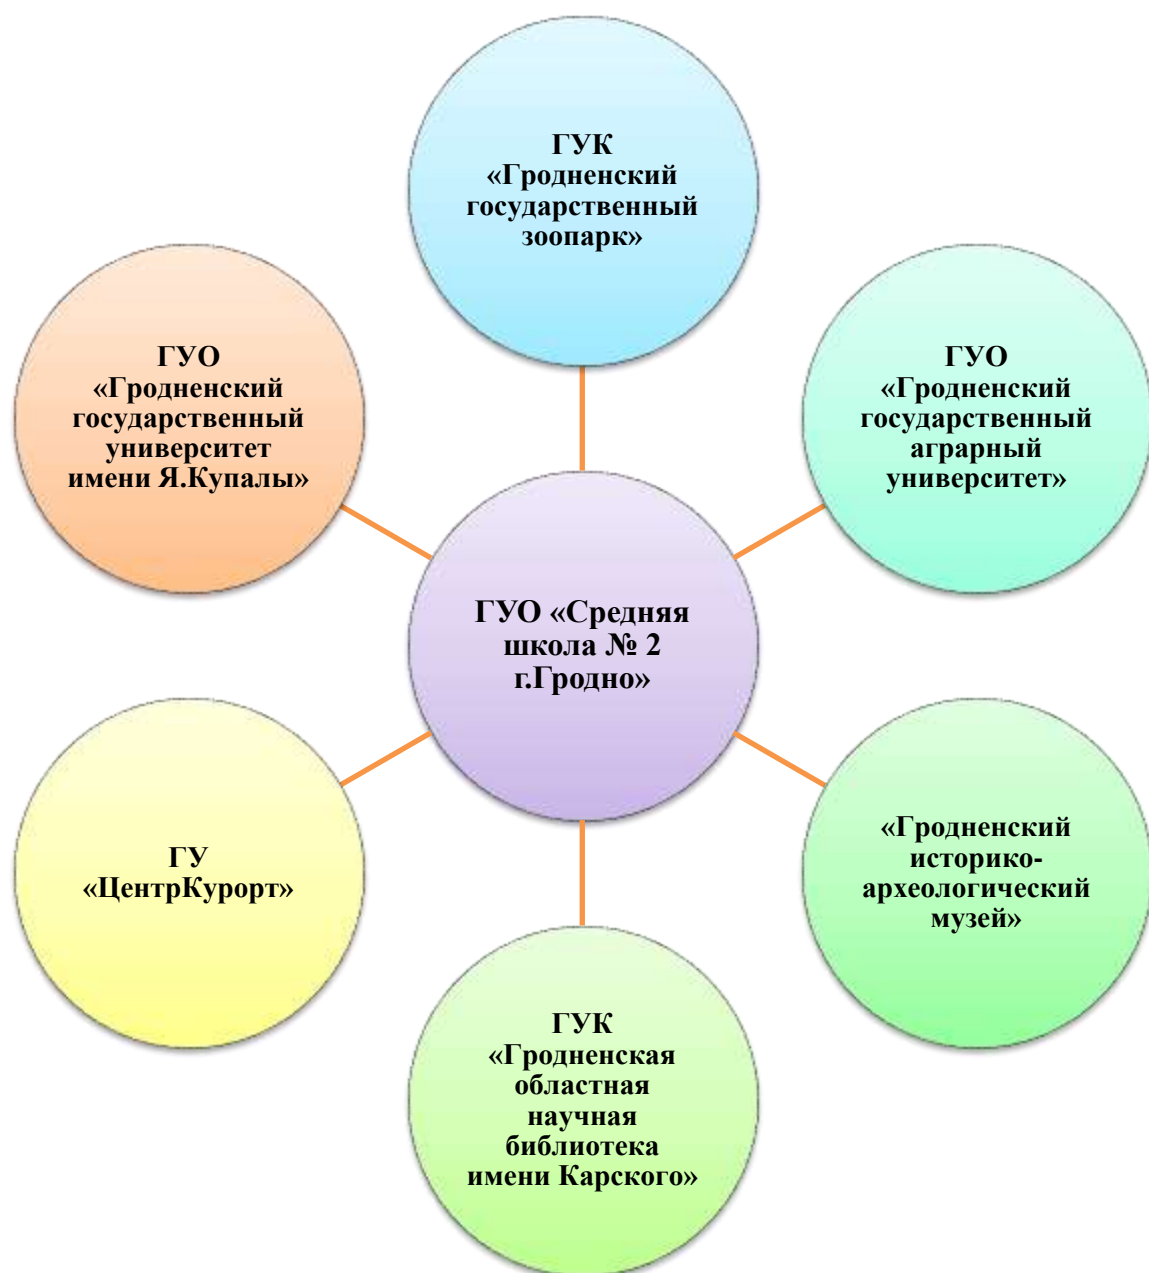 ГУК
«Гродненский
государственный
зоопарк»
ГУО
«Гродненский
государственный
университет
имени Я.Купалы»
ГУО
«Гродненский
государственный
аграрный
университет»
ГУО «Средняя
школа № 2
г.Гродно»
ГУ
«ЦентрКурорт»
«Гродненский
историко-
археологический
музей»
ГУК
«Гродненская
областная
научная
библиотека
имени Карского»